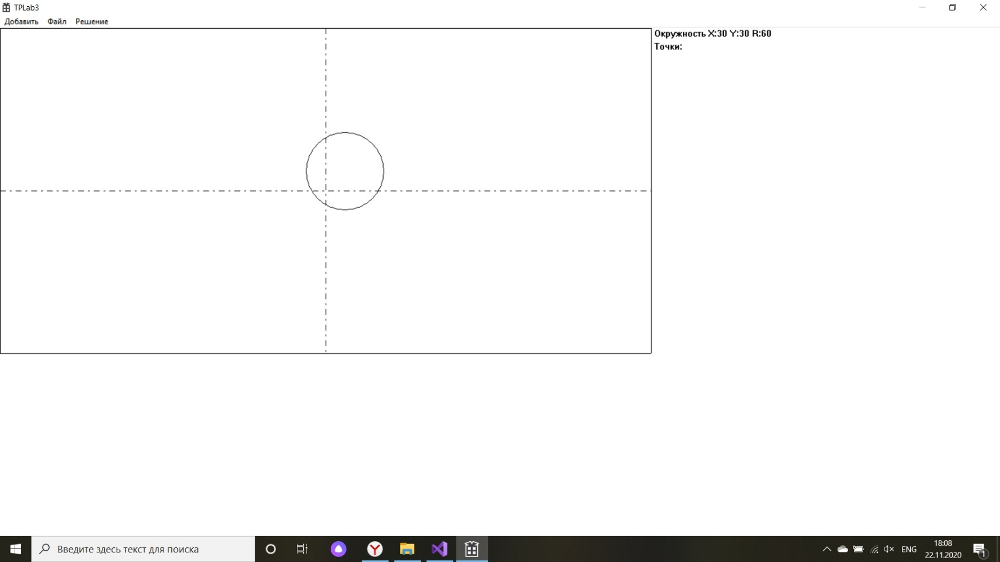 TPLab3
Добавить Файл Решение
Окружность X:30 Y:30 R:60
Точки:
Введите здесь текст для поиска
ENG
18:08
22.11.2020
1